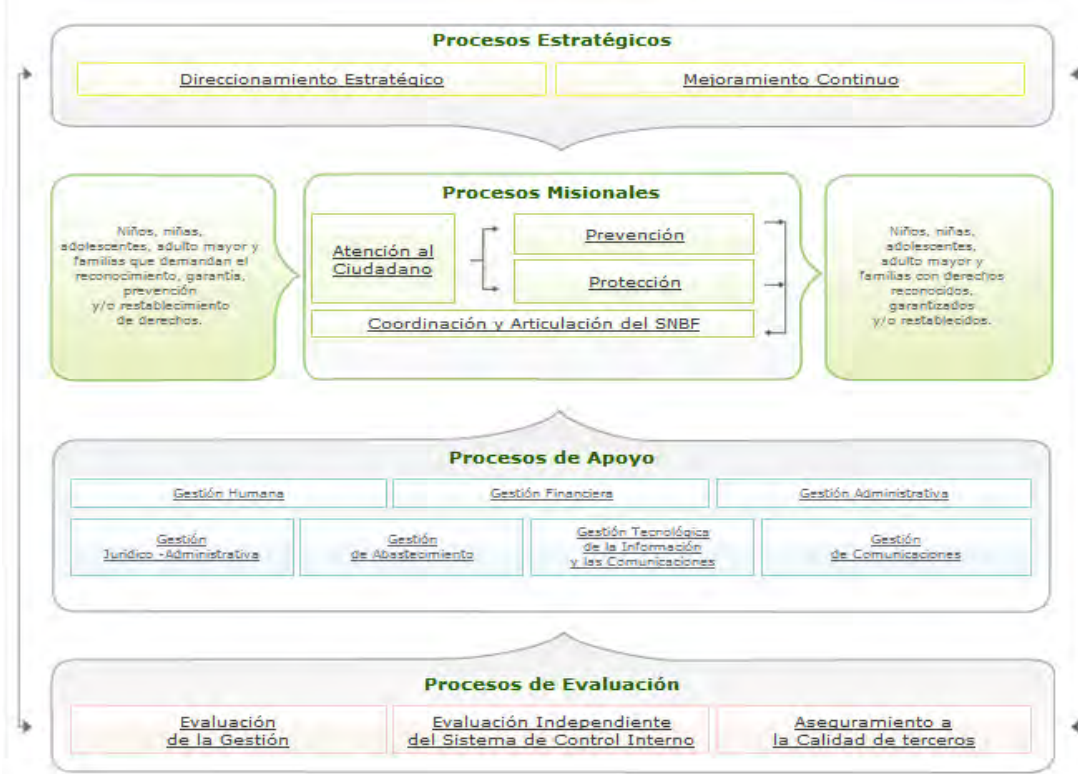 Procesos Estratégicos
Direccionamiento Estratégico
Mejoramiento Continuo
Niños, niñas,
adolescentes, adulto mayor y
familias que demandan el
reconocimiento, garantía,
prevención
y/o restablecimiento
de derechos.
Procesos Misionales
Atención al
Ciudadano
Prevención
Protección
Coordinación y Articulación del SNBF
Niños, niñas,
adolescentes,
adulto mayor y
familias con derechos
reconocidos,
garantizados
y/o restablecidos.
Procesos de Apoyo
Gestión Humana
Gestión Financiera
Gestión Administrativa
Gestión
Jurídico -Administrativa
Gestión
de Abastecimiento
Gestión Tecnológica
de la Información
y las Comunicaciones
Gestión
de Comunicaciones
Procesos de Evaluación
Evaluación
de la Gestión
Evaluación Independiente
del Sistema de Control Interno
Aseguramiento a
la Calidad de terceros